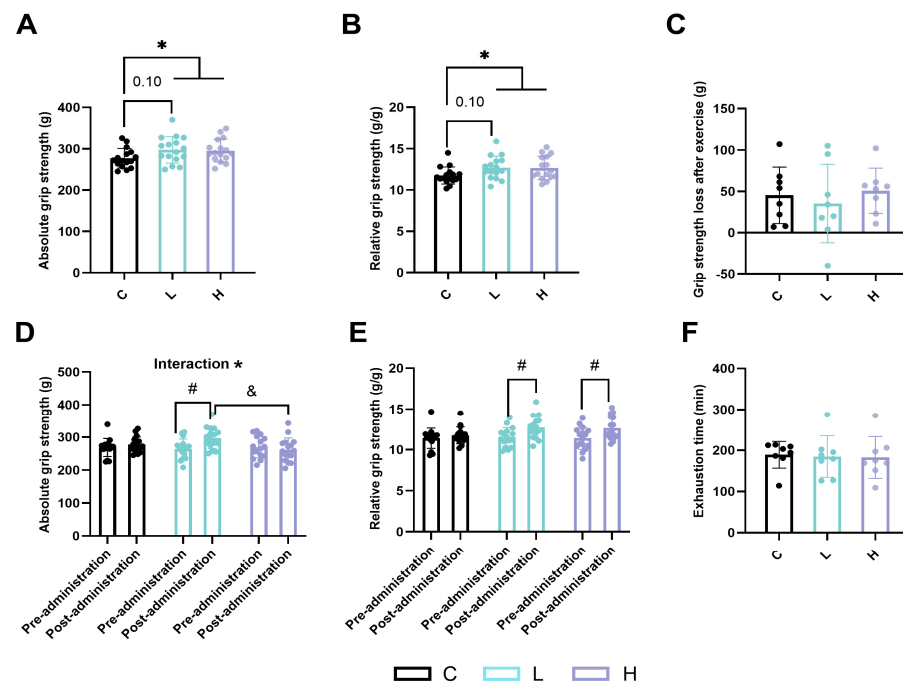 A
B
C
*
0.10
Absolute grip strength (g)
400
300
200
100
0
C
L
H
*
0.10
Relative grip strength (g/g)
20
15
10
5
0
C
L
H
Grip strength loss after exercise (g)
150
100
50
0
-50
C
L
H
D
E
F
Interaction *
#
&
Absolute grip strength (g)
500
400
300
200
100
0
Pre-administration
Post-administration
Pre-administration
Post-administration
Pre-administration
Post-administration
#
#
Relative grip strength (g/g)
20
15
10
5
0
Pre-administration
Post-administration
Pre-administration
Post-administration
Pre-administration
Post-administration
Exhaustion time (min)
400
300
200
100
0
C
L
H
C
L
H